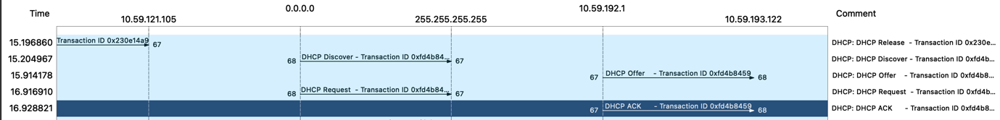 Time 0.0.0.0 10.59.192.1 Comment
10.59.121.105 255.255.255.255 10.59.193.122
15.196860 Transaction ID 0x230e14a9 67 DHCP: DHCP Release - Transaction ID 0x230e...
15.204967 68 DHCP Discover - Transaction ID 0xfd4b84... 67 DHCP: DHCP Discover - Transaction ID 0xfd4b...
15.914178 67 DHCP Offer - Transaction ID 0xfd4b8459 68 DHCP: DHCP Offer - Transaction ID 0xfd4b8...
16.916910 68 DHCP Request - Transaction ID 0xfd4b84... 67 DHCP: DHCP Request - Transaction ID 0xfd4b...
16.928821 67 DHCP ACK - Transaction ID 0xfd4b8459 68 DHCP: DHCP ACK - Transaction ID 0xfd4b8...